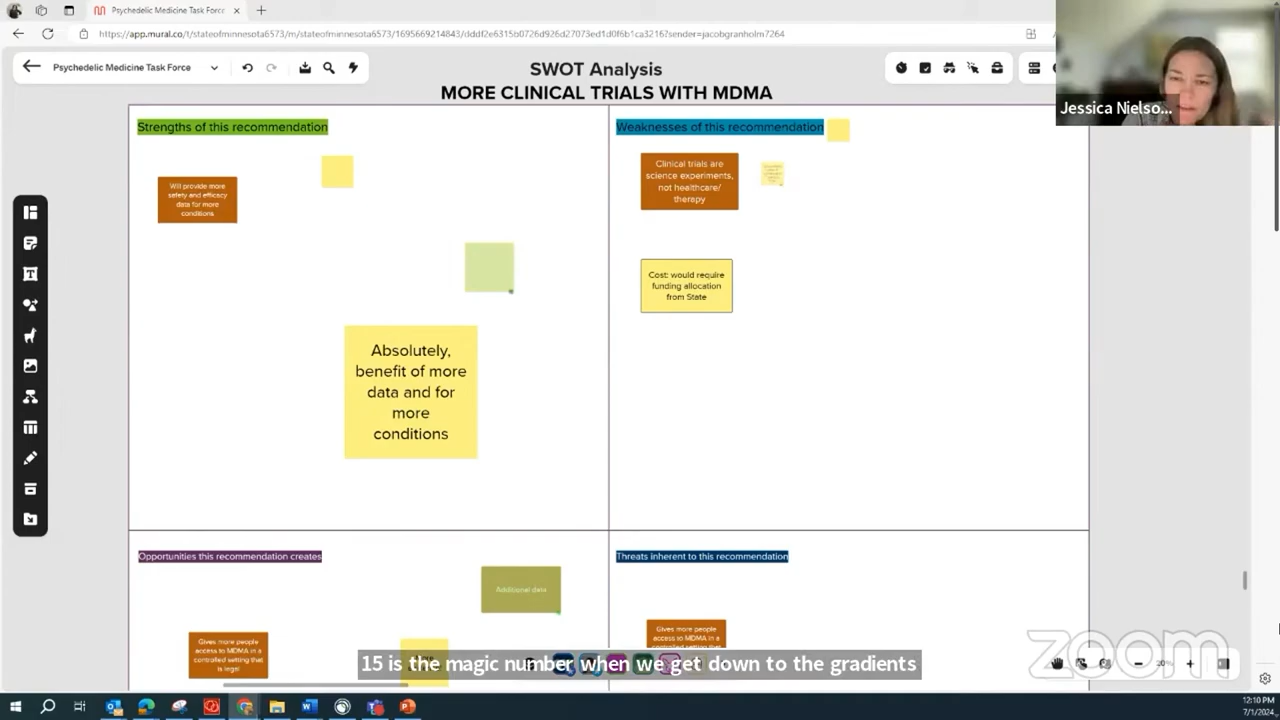 Psychedelic Medicine Task Force
https://app.mural.co/t/stateofminnesota6573/m/stateofminnesota6573/1695669214843/dddf2e6315b0726d926d27073ed1d0f6b1ca3216?sender=jacobgranholm7264
Psychedelic Medicine Task Force
SWOT Analysis
MORE CLINICAL TRIALS WITH MDMA
Jessica Nielso...
Strengths of this recommendation
Will provide more
safety and efficacy
data for more
conditions
Absolutely,
benefit of more
data and for
more
conditions
Weaknesses of this recommendation
Clinical trials are
science experiments,
not healthcare/
therapy
Cost: would require
funding allocation
from State
Opportunities this recommendation creates
Additional data
Gives more people
access to MDMA in a
controlled setting that
is legal
Threats inherent to this recommendation
Gives more people
access to MDMA in a
15 is the magic number when we get down to the gradients
zoom
20%
12:10 PM
7/1/2024